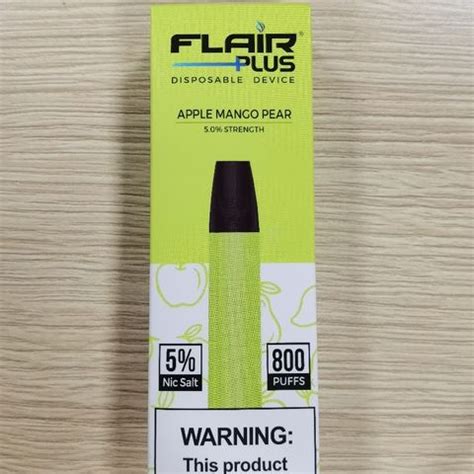 FLAIR®
PLUS
DISPOSABLE DEVICE
APPLE MANGO PEAR
5.0% STRENGTH
5%
Nic Salt
800
PUFFS
WARNING:
This product